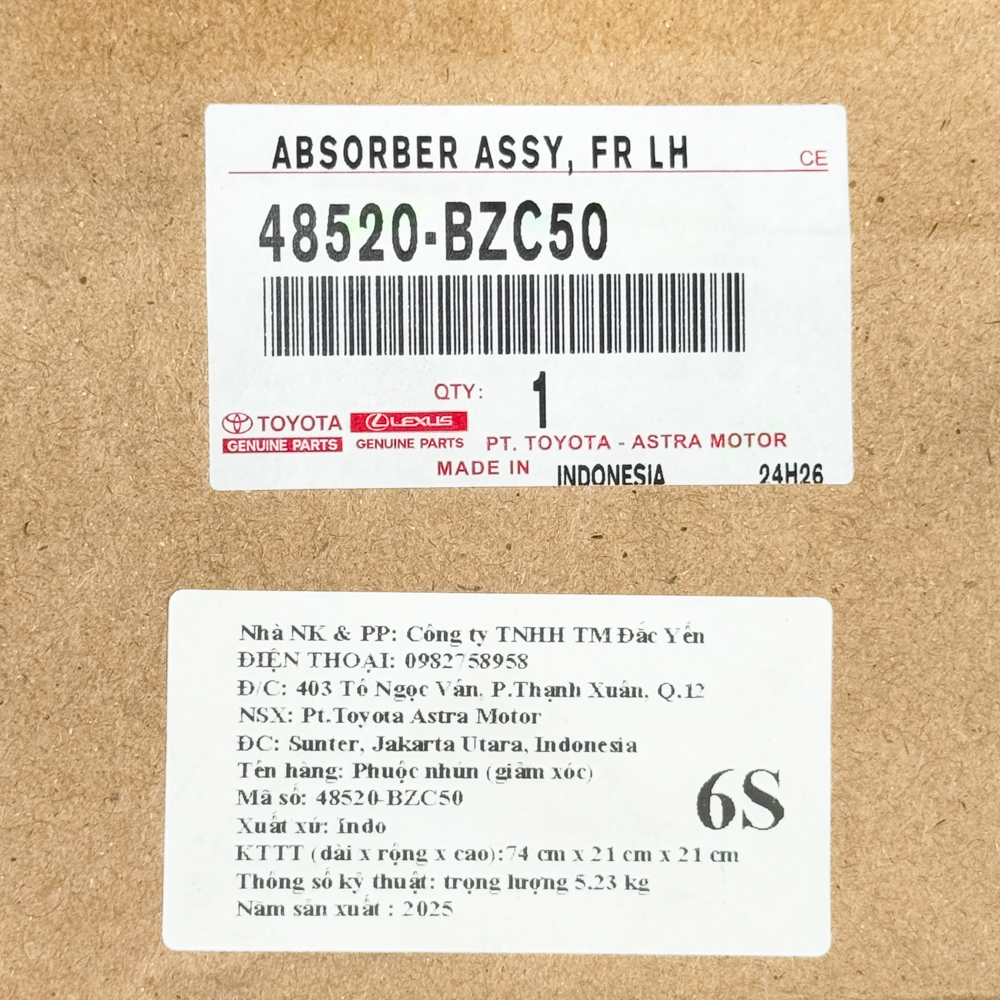 ABSORBER ASSY, FR LH
CE
48520-BZC50
QTY: 1
TOYOTA
GENUINE PARTS
LEXUS
GENUINE PARTS
PT. TOYOTA - ASTRA MOTOR
MADE IN INDONESIA 24H26
Nhà NK & PP: Công ty TNHH TM Đắc Yến
ĐIỆN THOẠI: 0982758958
Đ/C: 403 Tô Ngọc Vân, P.Thạnh Xuân, Q.12
NSX: Pt.Toyota Astra Motor
ĐC: Sunter, Jakarta Utara, Indonesia
Tên hàng: Phuộc nhún (giảm xóc)
Mã số: 48520-BZC50
6S
Xuất xứ: Indo
KTTT (dài x rộng x cao):74 cm x 21 cm x 21 cm
Thông số kỹ thuật: trọng lượng 5.23 kg
Năm sản xuất : 2025